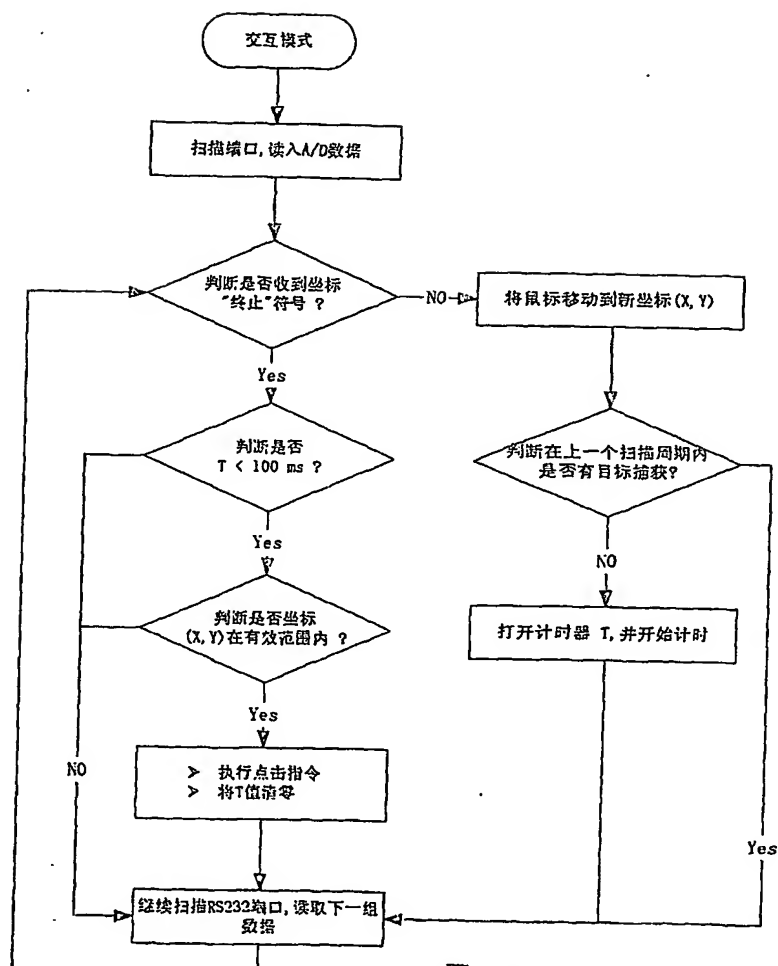 交互模式
扫描端口,读入A/D数据
判断是否收到坐标
"终止"符号 ?
NO
将鼠标移动到新坐标(X,Y)
Yes
判断是否
T < 100 ms ?
判断在上一个扫描周期内
是否有目标捕获?
Yes
NO
判断是否坐标
(X,Y)在有效范围内 ?
打开计时器 T,并开始计时
Yes
NO
➢ 执行点击指令
➢ 将T值清零
Yes
继续扫描RS232端口,读取下一组
数据